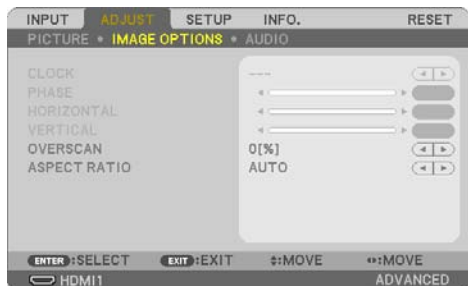 INPUT ADJUST SETUP INFO. RESET
PICTURE • IMAGE OPTIONS • AUDIO
CLOCK ---
PHASE
HORIZONTAL
VERTICAL
OVERSCAN 0[%]
ASPECT RATIO AUTO
ENTER :SELECT EXIT :EXIT ↕:MOVE ↔:MOVE
HDMI1 ADVANCED